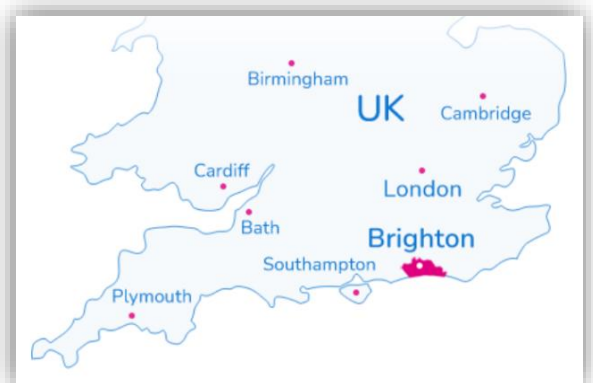 Birmingham
UK
Cambridge
Cardiff
London
Bath
Brighton
Southampton
Plymouth